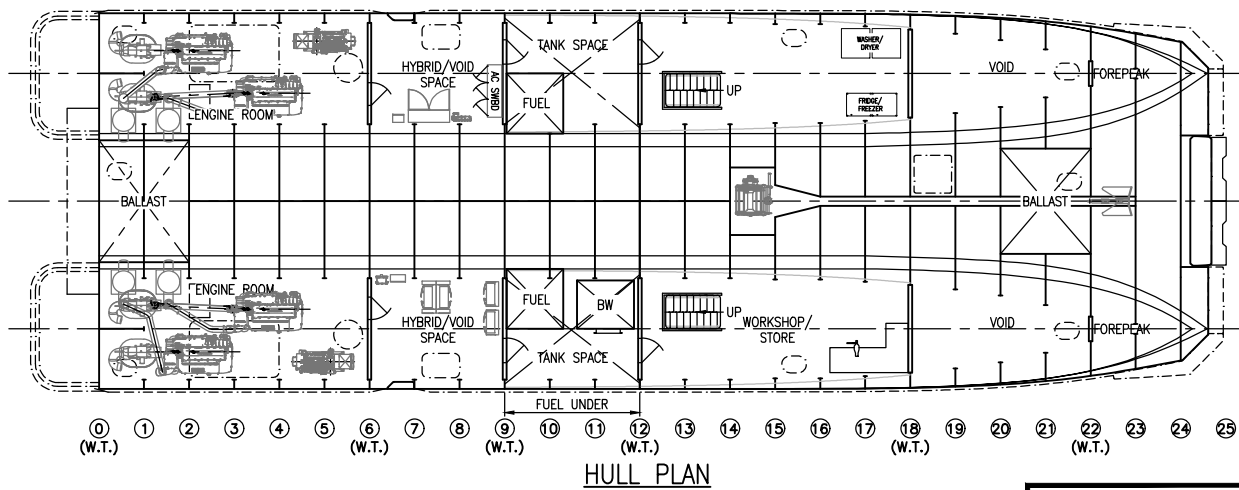 WASHER/
DRYER
TANK SPACE
HYBRID/VOID
SPACE
AC SWBD
VOID
FOREPEAK
FUEL
UP
FRIDGE/
FREEZER
ENGINE ROOM
BALLAST
BALLAST
ENGINE ROOM
FUEL
BW
UP
HYBRID/VOID
SPACE
WORKSHOP/
STORE
VOID
FOREPEAK
TANK SPACE
FUEL UNDER
0 1 2 3 4 5 6 7 8 9 10 11 12 13 14 15 16 17 18 19 20 21 22 23 24 25
(W.T.) (W.T.) (W.T.) (W.T.) (W.T.) (W.T.)
HULL PLAN